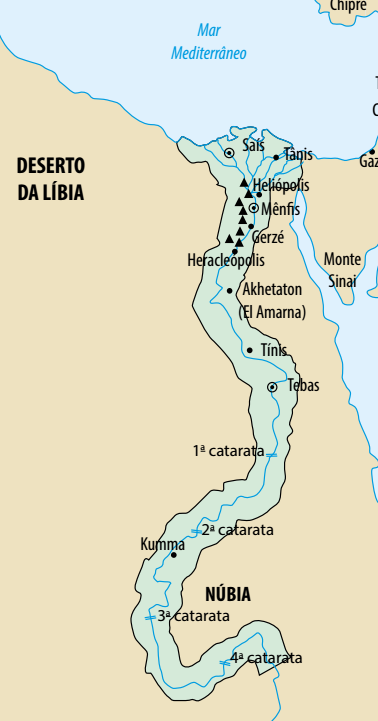 Chipre
Mar
Mediterrâneo
T
C
Saís
Tânis
Gaz
DESERTO
DA LÍBIA
Heliópolis
Mênfis
Gerzé
Heracleópolis
Monte
Sinai
Akhetaton
(El Amarna)
Tínis
Tebas
1ª catarata
2ª catarata
Kumma
NÚBIA
3ª catarata
4ª catarata